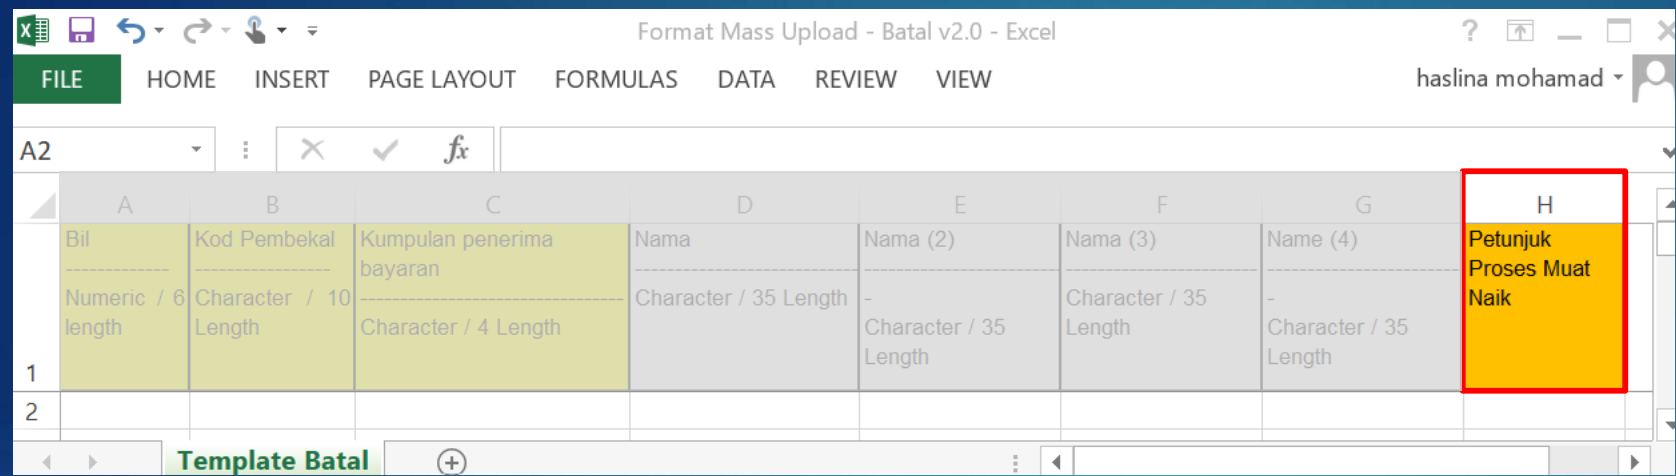 Format Mass Upload - Batal v2.0 - Excel
FILE HOME INSERT PAGE LAYOUT FORMULAS DATA REVIEW VIEW haslina mohamad
A2 fx
A B C D E F G H
1
Bil
-------------
Numeric / 6
length
Kod Pembekal
-----------------
Character / 10
Length
Kumpulan penerima
bayaran
---------------------------------
Character / 4 Length
Nama
----------------------------
Character / 35 Length
Nama (2)
-------------------------
-
Character / 35
Length
Nama (3)
------------------------
Character / 35
Length
Name (4)
-------------------------
-
Character / 35
Length
Petunjuk
Proses Muat
Naik
2
Template Batal